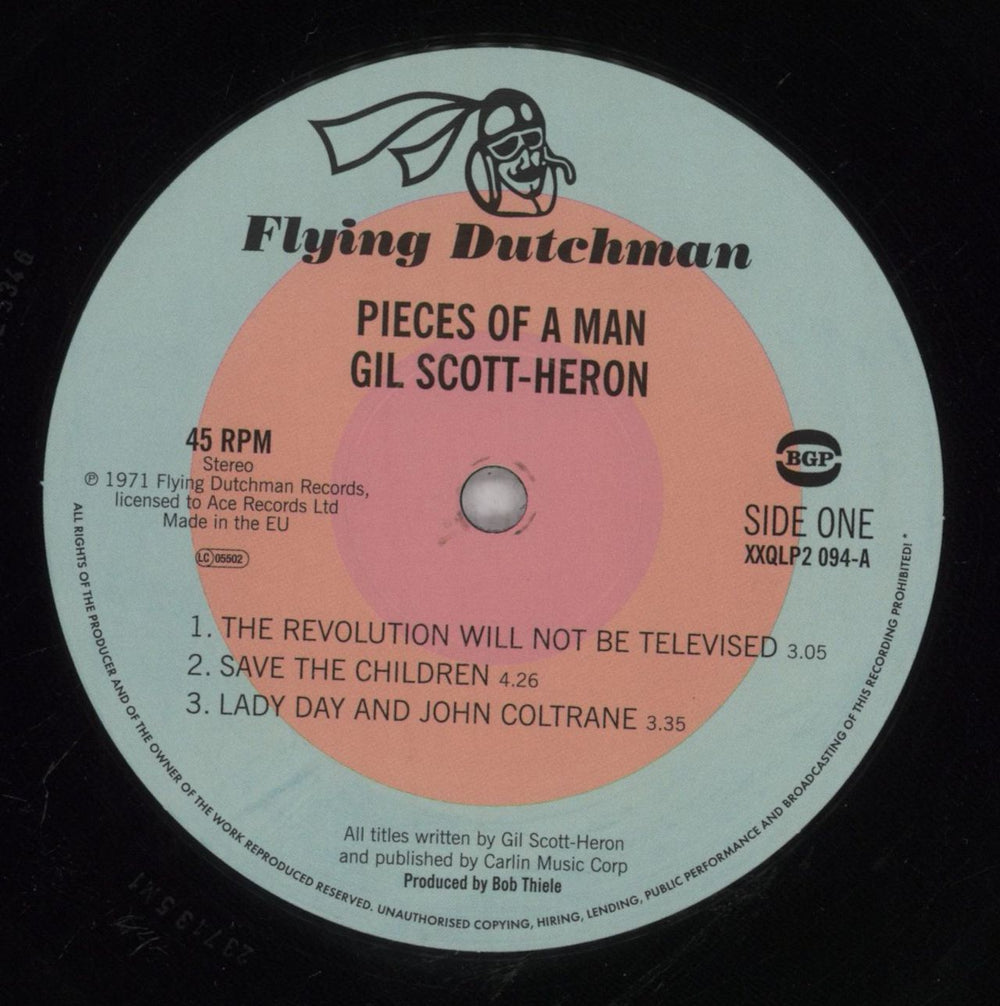 Flying Dutchman
PIECES OF A MAN
GIL SCOTT-HERON
45 RPM
Stereo
℗ 1971 Flying Dutchman Records,
licensed to Ace Records Ltd
Made in the EU
LC 05502
BGP
SIDE ONE
XXQLP2 094-A
1. THE REVOLUTION WILL NOT BE TELEVISED 3.05
2. SAVE THE CHILDREN 4.26
3. LADY DAY AND JOHN COLTRANE 3.35
All titles written by Gil Scott-Heron
and published by Carlin Music Corp
Produced by Bob Thiele
ALL RIGHTS OF THE PRODUCER AND OF THE OWNER OF THE WORK REPRODUCED RESERVED. UNAUTHORISED COPYING, HIRING, LENDING, PUBLIC PERFORMANCE AND BROADCASTING OF THIS RECORDING PROHIBITED! *